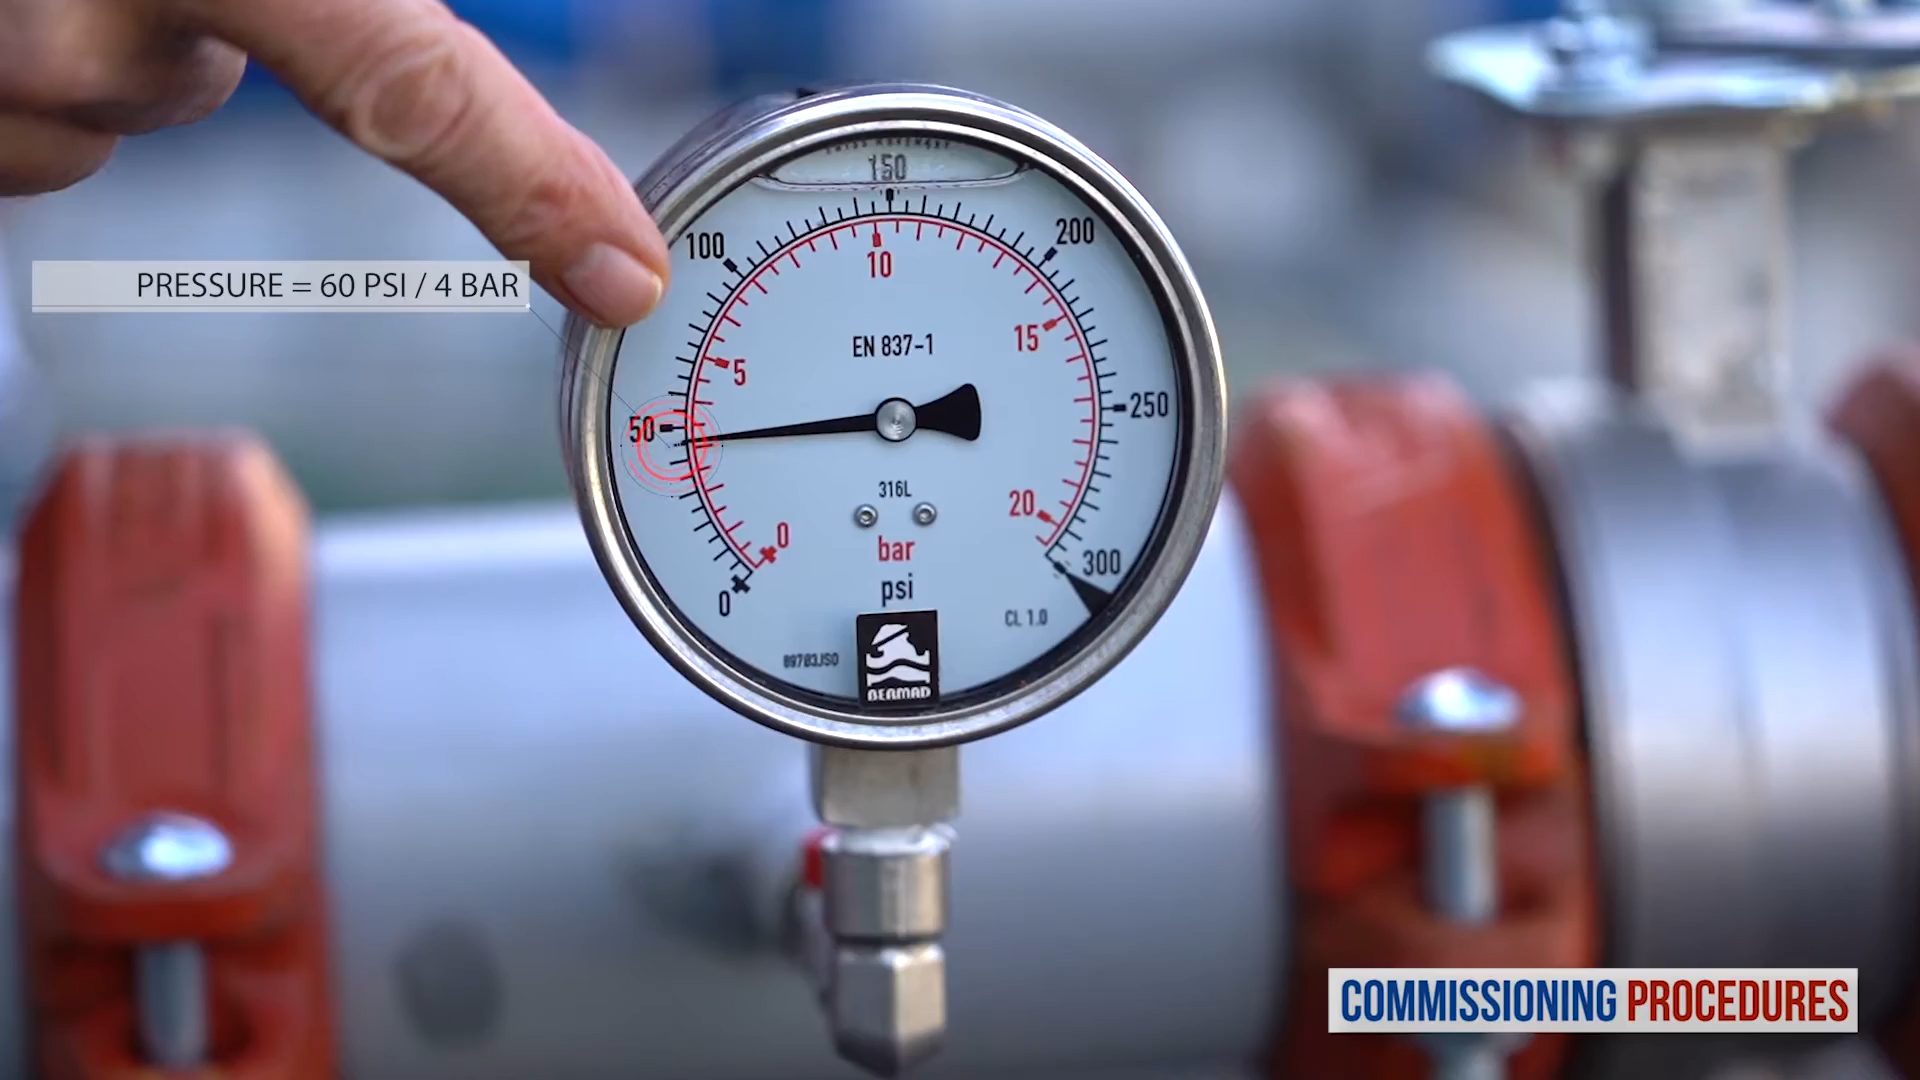 PRESSURE = 60 PSI / 4 BAR
150
100
200
10
15
EN 837-1
5
50
250
316L
20
0
bar
300
0
psi
CL 1.0
BERMAD
COMMISSIONING PROCEDURES